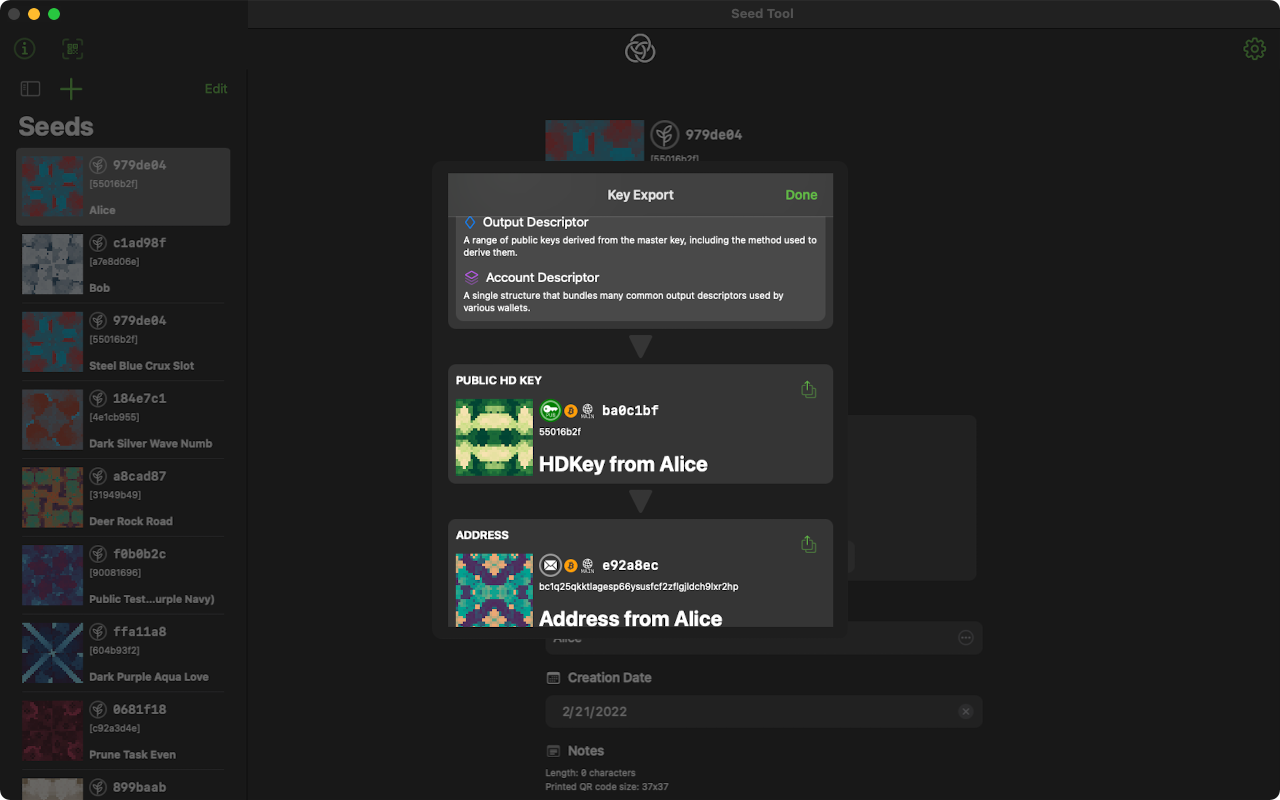 Seed Tool
Edit
Seeds
979de04
[55016b2f]
Alice
c1ad98f
[a7e8d06e]
Bob
979de04
[55016b2f]
Steel Blue Crux Slot
184e7c1
[4e1cb955]
Dark Silver Wave Numb
a8cad87
[31949b49]
Deer Rock Road
f0b0b2c
[90081696]
Public Test...urple Navy)
ffa11a8
[604b93f2]
Dark Purple Aqua Love
0681f18
[c92a3d4e]
Prune Task Even
899baab
979de04
[55016b2f]
Key Export
Done
Output Descriptor
A range of public keys derived from the master key, including the method used to
derive them.
Account Descriptor
A single structure that bundles many common output descriptors used by
various wallets.
PUBLIC HD KEY
PUB
MAIN
ba0c1bf
55016b2f
HDKey from Alice
ADDRESS
MAIN
e92a8ec
bc1q25qkktlagesp66ysusfcf2zflgjldch9lxr2hp
Address from Alice
Alice
Creation Date
2/21/2022
Notes
Length: 0 characters
Printed QR code size: 37x37